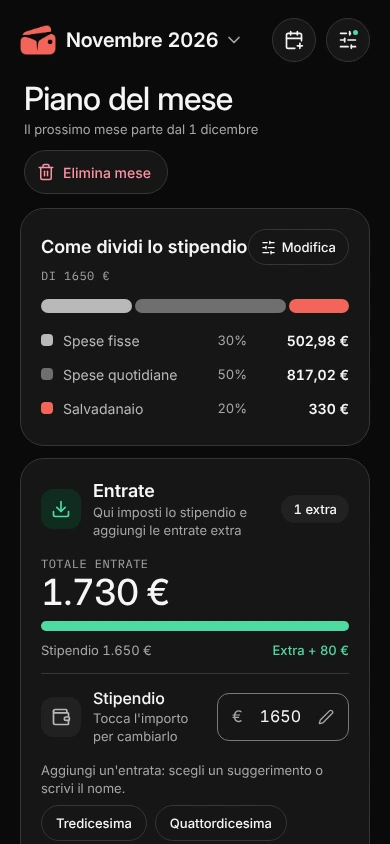 Novembre 2026
Piano del mese
Il prossimo mese parte dal 1 dicembre
Elimina mese
Come dividi lo stipendio
Modifica
DI 1650 €
Spese fisse 30% 502,98 €
Spese quotidiane 50% 817,02 €
Salvadanaio 20% 330 €
Entrate
Qui imposti lo stipendio e
aggiungi le entrate extra
1 extra
TOTALE ENTRATE
1.730 €
Stipendio 1.650 € Extra + 80 €
Stipendio
Tocca l'importo
per cambiarlo
€ 1650
Aggiungi un'entrata: scegli un suggerimento o
scrivi il nome.
Tredicesima Quattordicesima